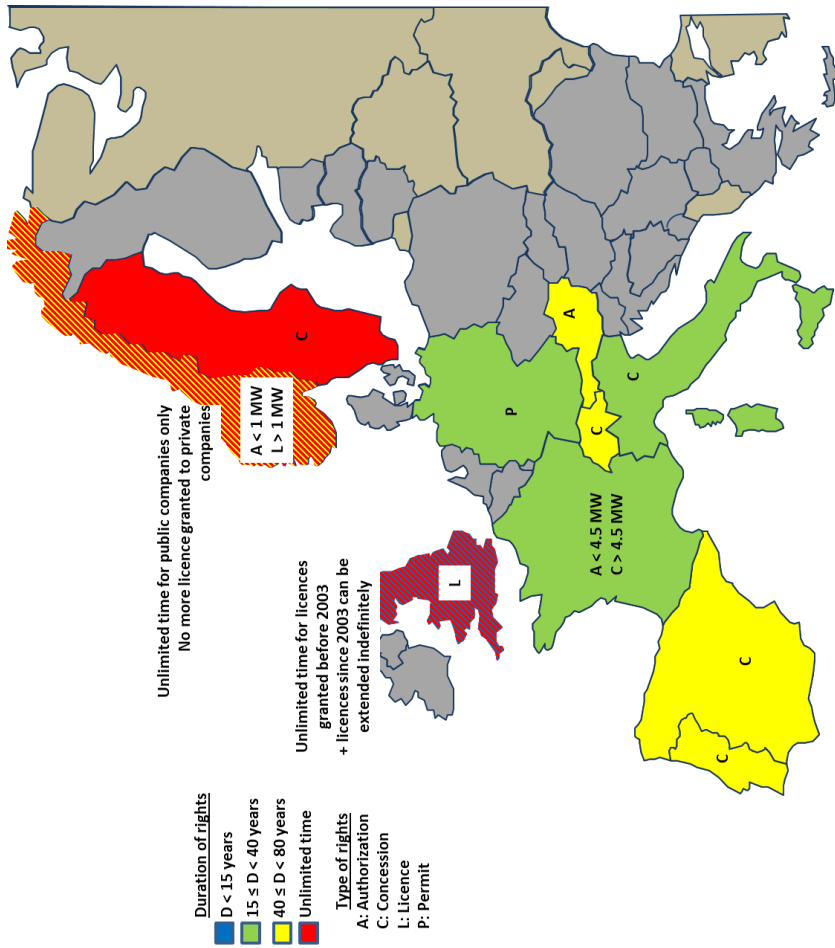 Unlimited time for public companies only
No more licence granted to private
companies
A < 1 MW
L > 1 MW
C
Unlimited time for licences
granted before 2003
+ licences since 2003 can be
extended indefinitely
L
P
A
C
C
A < 4.5 MW
C > 4.5 MW
C
C
Duration of rights
D < 15 years
15 ≤ D < 40 years
40 ≤ D < 80 years
Unlimited time
Type of rights
A: Authorization
C: Concession
L: Licence
P: Permit